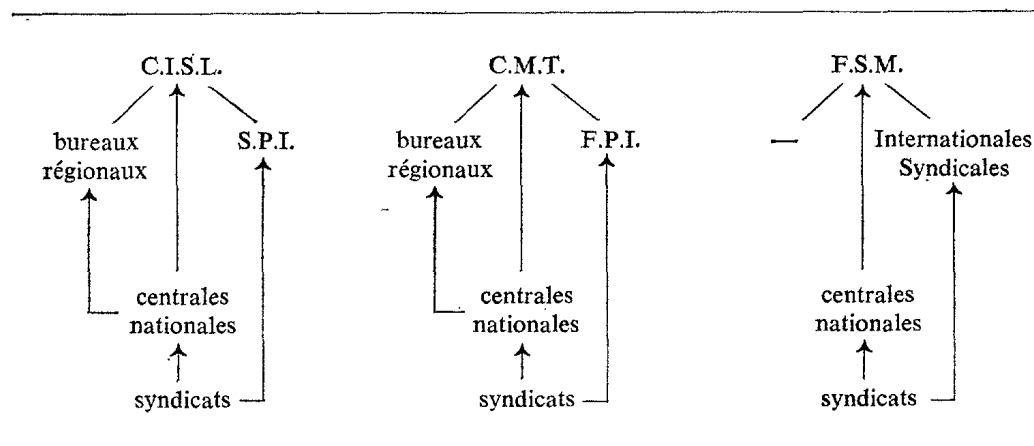 C.I.S.L.
bureaux
régionaux
S.P.I.
centrales
nationales
syndicats
C.M.T.
bureaux
régionaux
F.P.I.
centrales
nationales
syndicats
F.S.M.
—
Internationales
Syndicales
centrales
nationales
syndicats